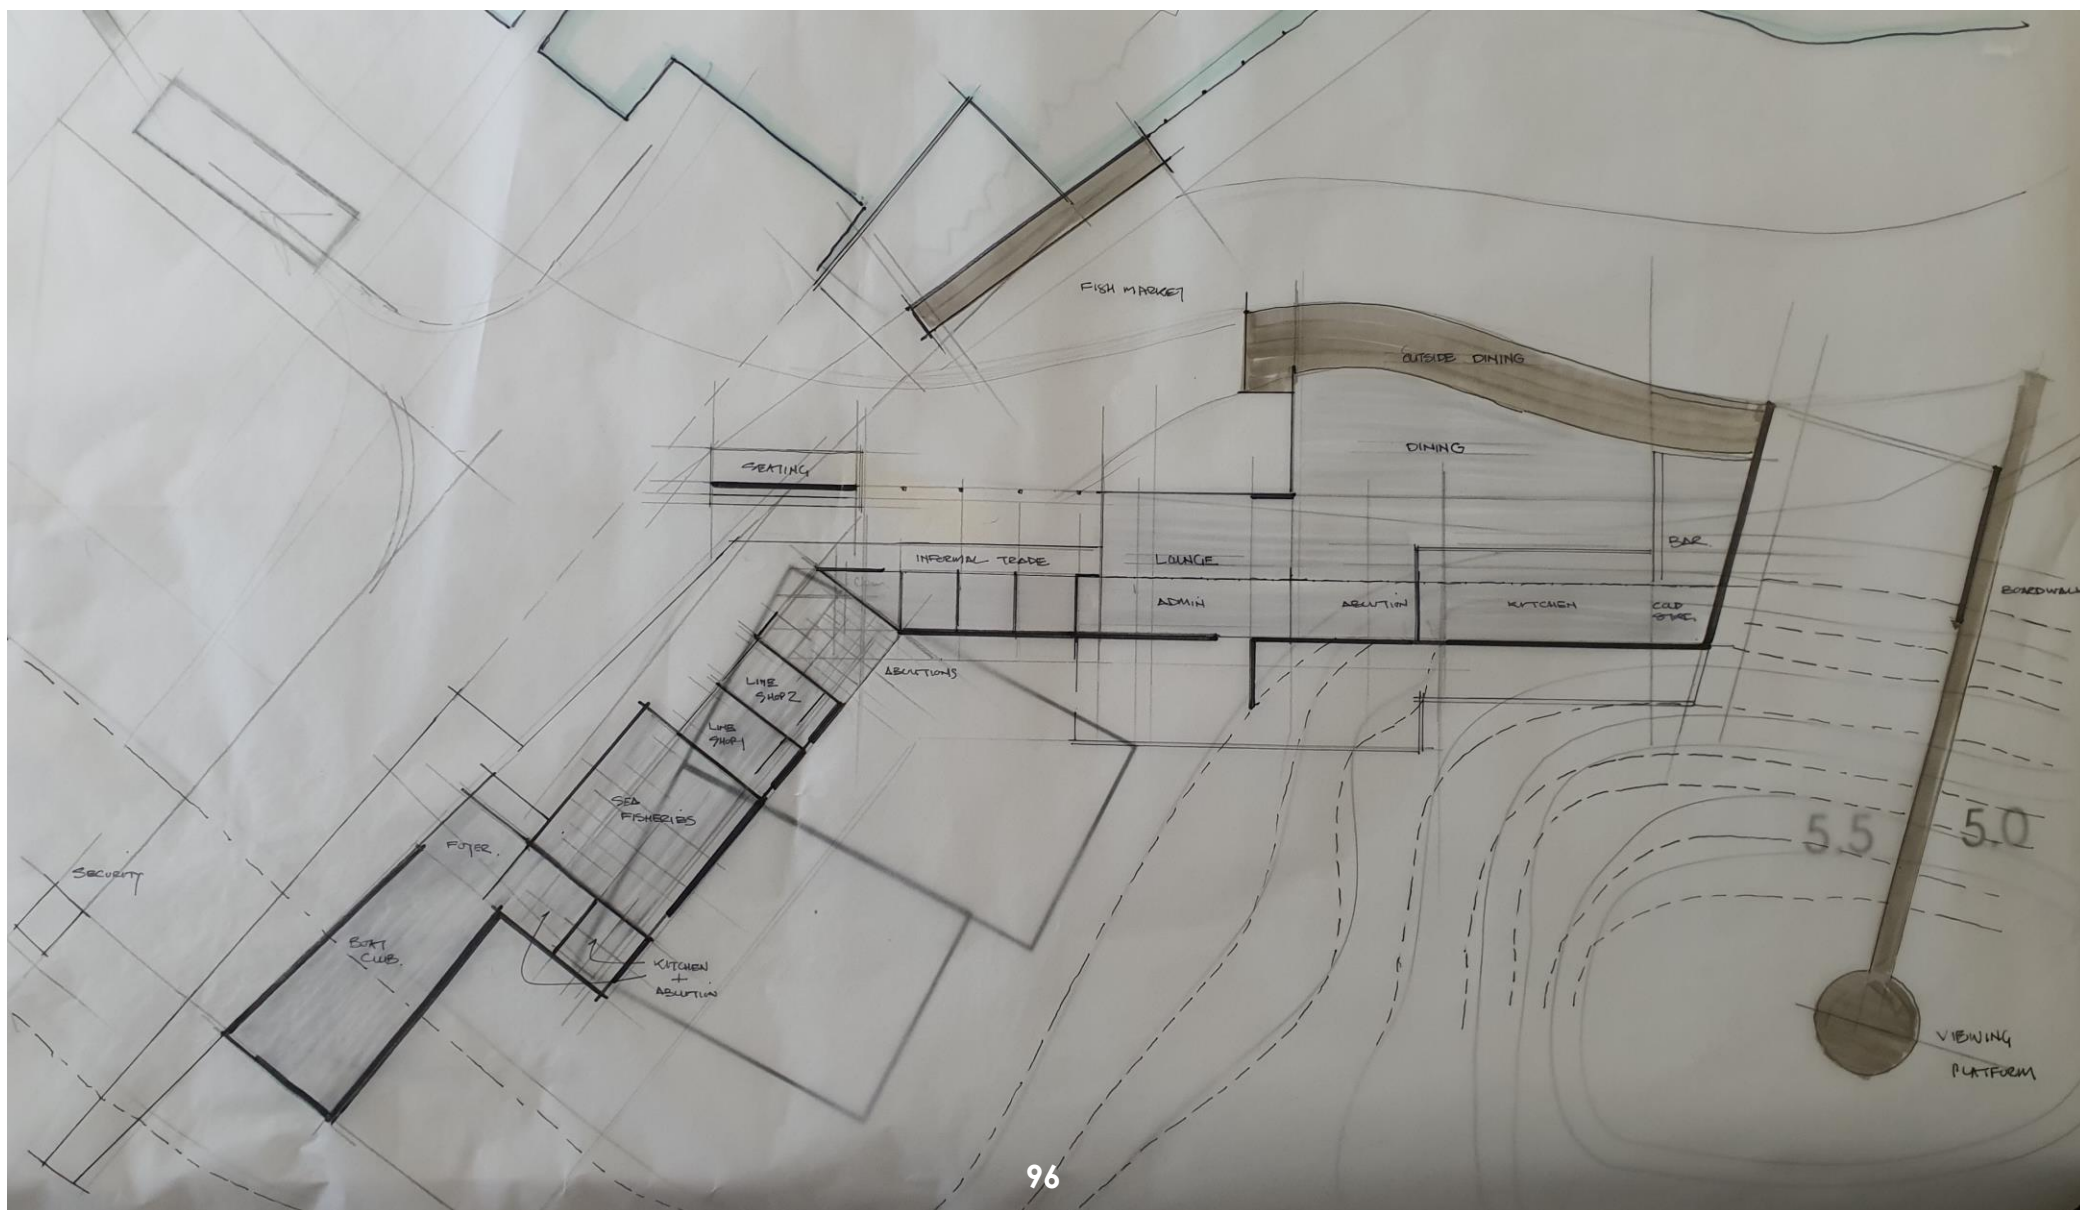 FISH MARKET
OUTSIDE DINING
DINING
SEATING
BAR
INFORMAL TRADE
LOUNGE
ADMIN
ABLUTION
KITCHEN
COLD
BOARDWALK
ABLUTIONS
LINE
SHOP 2
LINE
SHOP 1
SEA
FISHERIES
FOYER.
SECURITY
BOAT
CLUB.
KITCHEN
+
ABLUTION
5.5
5.0
VIEWING
PLATFORM
96